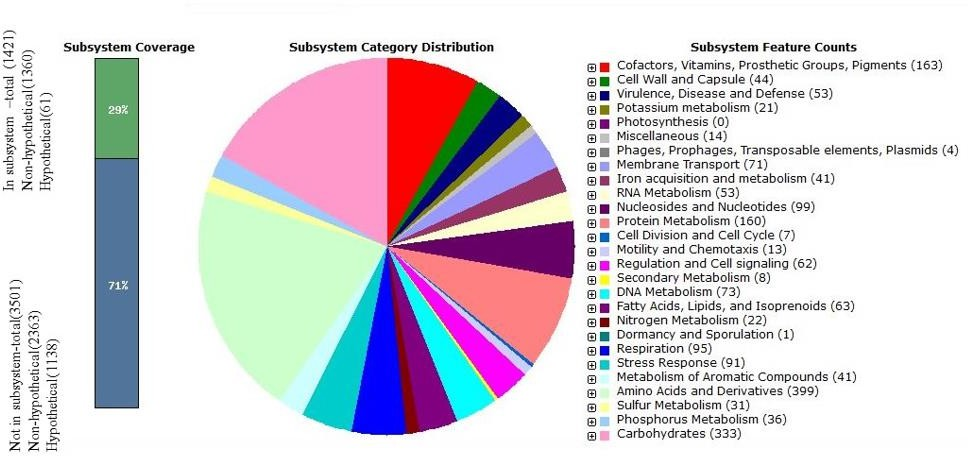 Subsystem Coverage
In subsystem –total (1421)
Non-hypothetical(1360)
Hypothetical(61)
29%
71%
Not in subsystem-total(3501)
Non-hypothetical(2363)
Hypothetical(1138)
Subsystem Category Distribution
Subsystem Feature Counts
Cofactors, Vitamins, Prosthetic Groups, Pigments (163)
Cell Wall and Capsule (44)
Virulence, Disease and Defense (53)
Potassium metabolism (21)
Photosynthesis (0)
Miscellaneous (14)
Phages, Prophages, Transposable elements, Plasmids (4)
Membrane Transport (71)
Iron acquisition and metabolism (41)
RNA Metabolism (53)
Nucleosides and Nucleotides (99)
Protein Metabolism (160)
Cell Division and Cell Cycle (7)
Motility and Chemotaxis (13)
Regulation and Cell signaling (62)
Secondary Metabolism (8)
DNA Metabolism (73)
Fatty Acids, Lipids, and Isoprenoids (63)
Nitrogen Metabolism (22)
Dormancy and Sporulation (1)
Respiration (95)
Stress Response (91)
Metabolism of Aromatic Compounds (41)
Amino Acids and Derivatives (399)
Sulfur Metabolism (31)
Phosphorus Metabolism (36)
Carbohydrates (333)